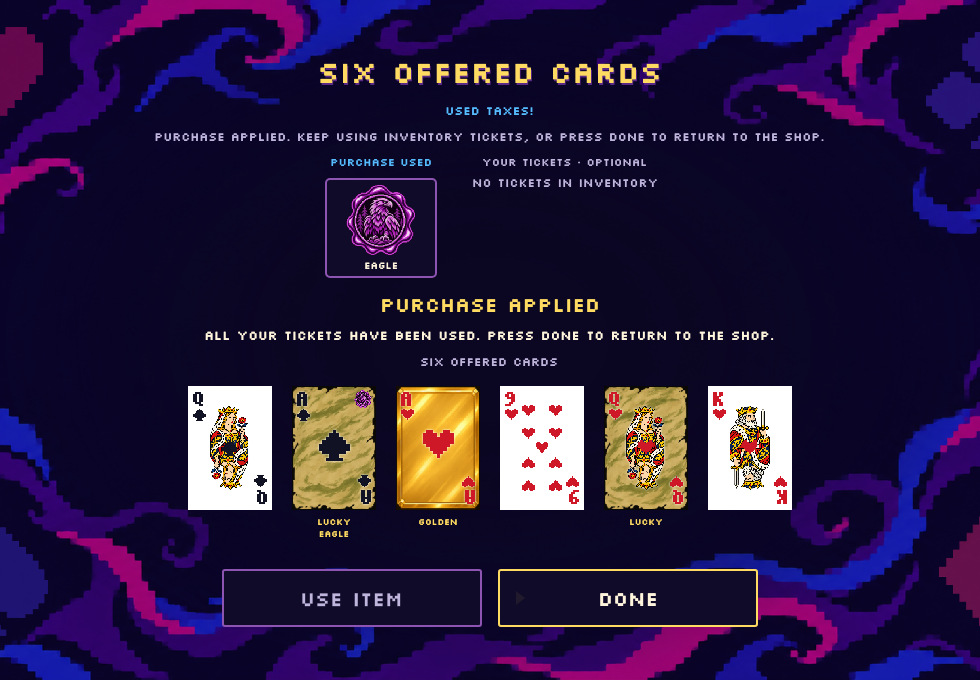 SIX OFFERED CARDS
USED TAXES!
PURCHASE APPLIED. KEEP USING INVENTORY TICKETS, OR PRESS DONE TO RETURN TO THE SHOP.
PURCHASE USED
YOUR TICKETS · OPTIONAL
NO TICKETS IN INVENTORY
EAGLE
PURCHASE APPLIED
ALL YOUR TICKETS HAVE BEEN USED. PRESS DONE TO RETURN TO THE SHOP.
SIX OFFERED CARDS
Q A A 9 Q K
Q A A 9 Q K
LUCKY GOLDEN LUCKY
EAGLE
USE ITEM DONE